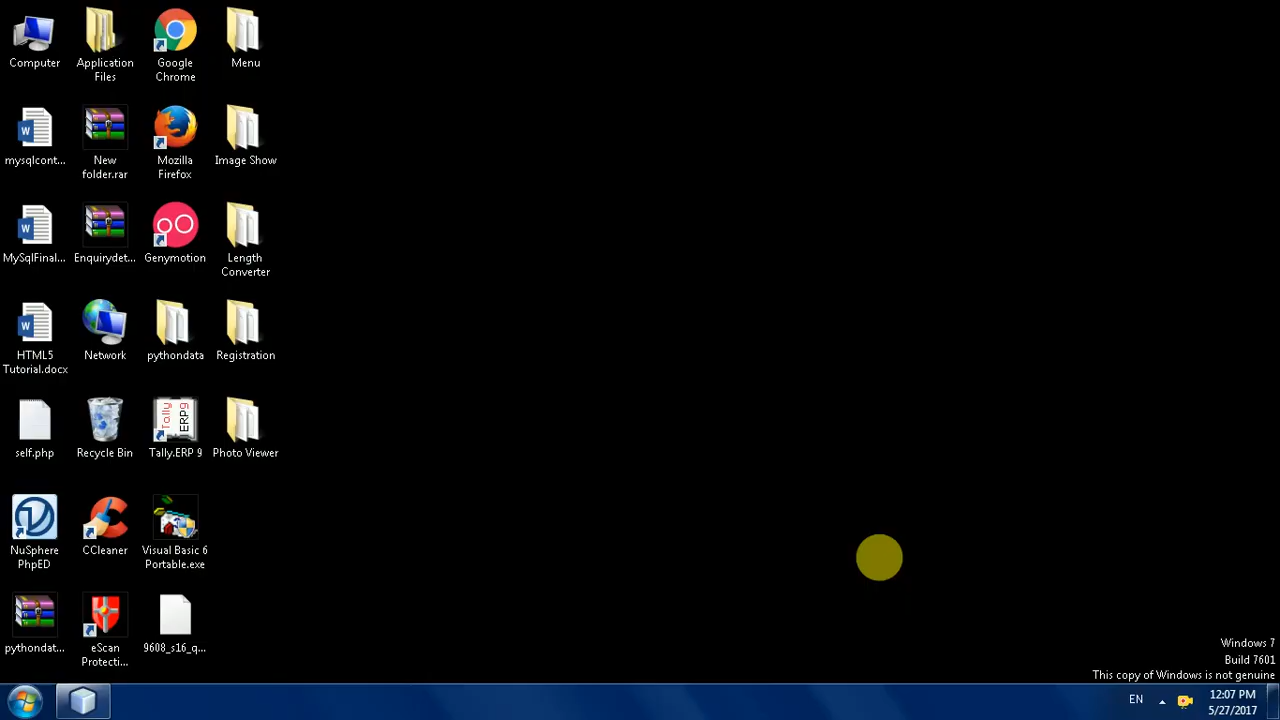 Computer
Application
Files
Google
Chrome
Menu
mysqlcont...
New
folder.rar
Mozilla
Firefox
Image Show
MySqlFinal...
Enquirydet...
Genymotion
Length
Converter
HTML5
Tutorial.docx
Network
pythondata
Registration
self.php
Recycle Bin
Tally
ERP9
Tally.ERP 9
Photo Viewer
NuSphere
PhpED
CCleaner
Visual Basic 6
Portable.exe
pythondat...
eScan
Protecti...
9608_s16_q...
Windows 7
Build 7601
This copy of Windows is not genuine
EN
12:07 PM
5/27/2017